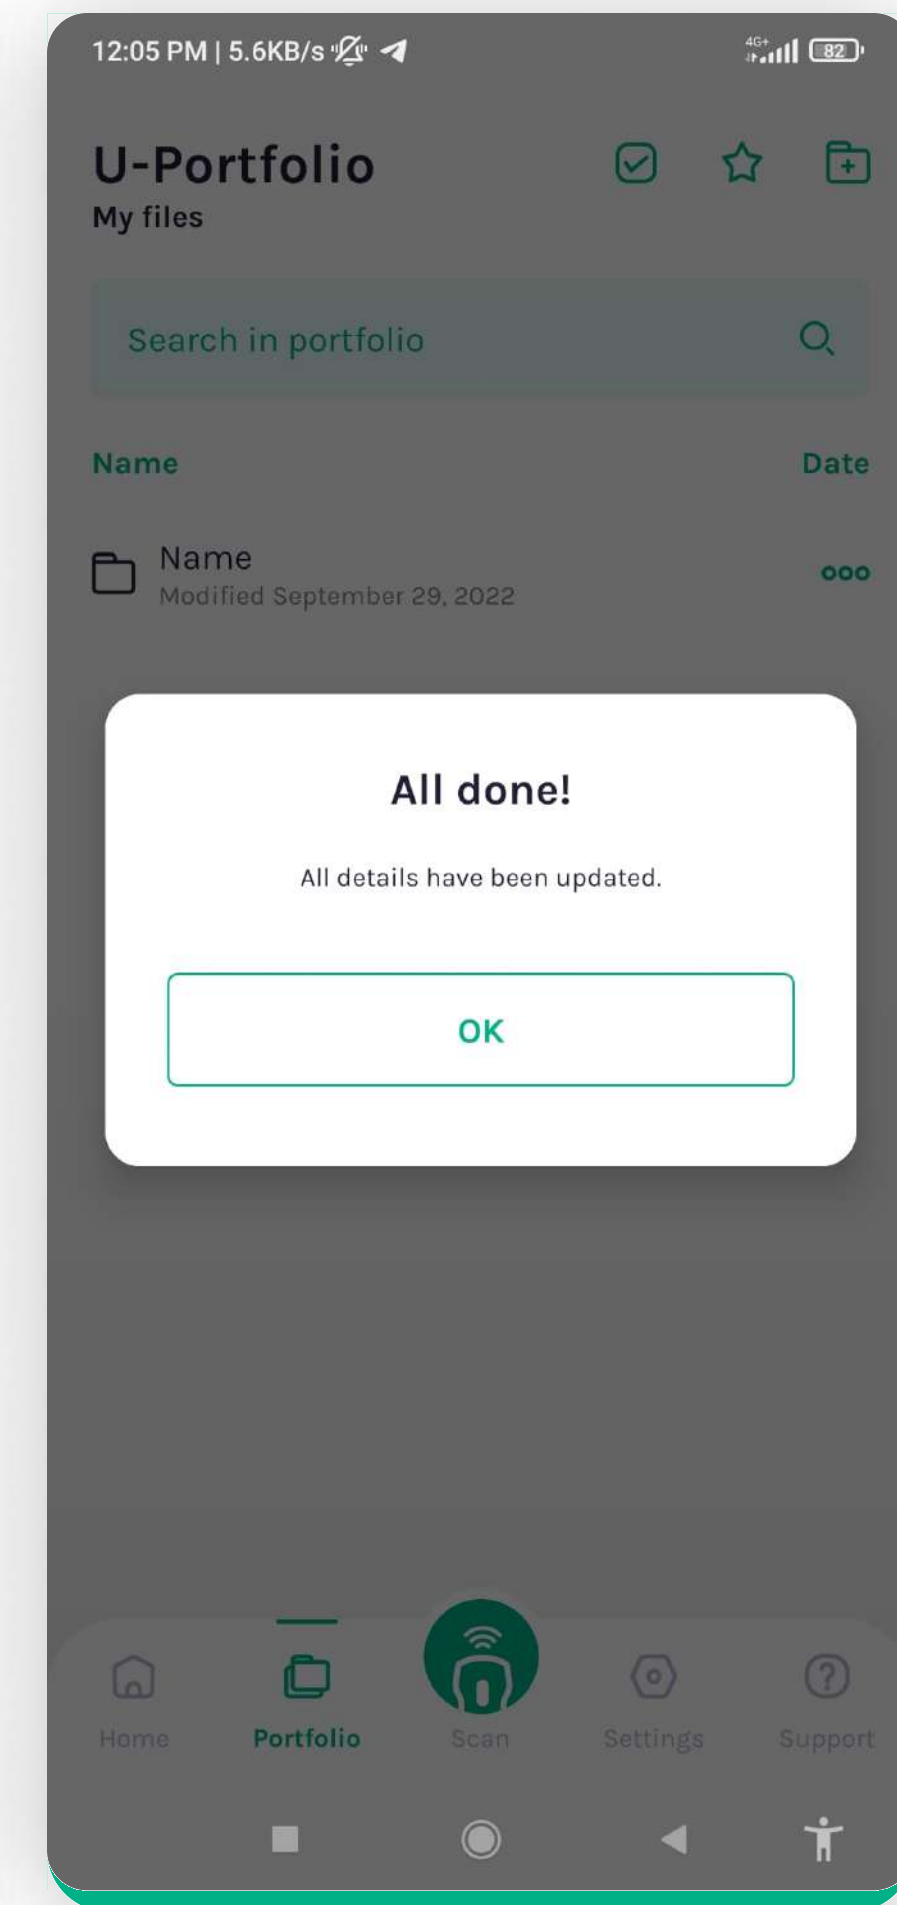 12:05 PM | 5.6KB/s
4G+
82
U-Portfolio
My files
Search in portfolio
Name Date
Name
Modified September 29, 2022
All done!
All details have been updated.
OK
Home Portfolio Scan Settings Support